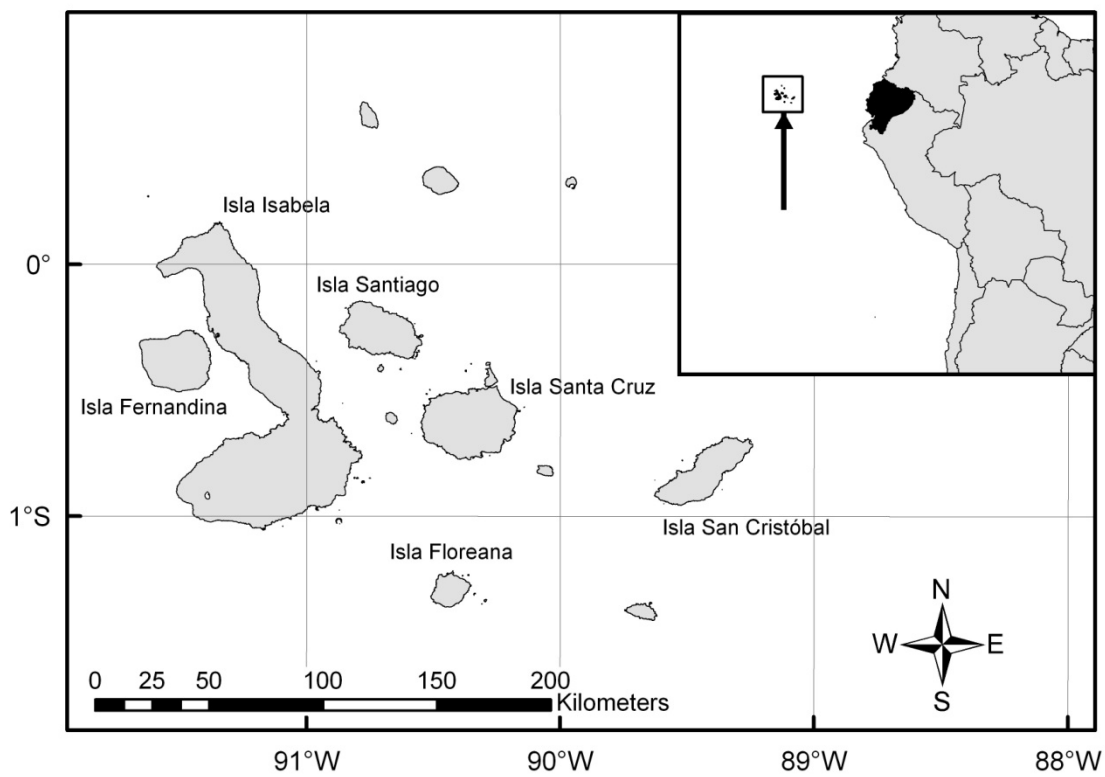 Isla Isabela
0°
Isla Santiago
Isla Santa Cruz
Isla Fernandina
1°S
Isla San Cristóbal
Isla Floreana
N
W E
S
0 25 50 100 150 200
Kilometers
91°W 90°W 89°W 88°W